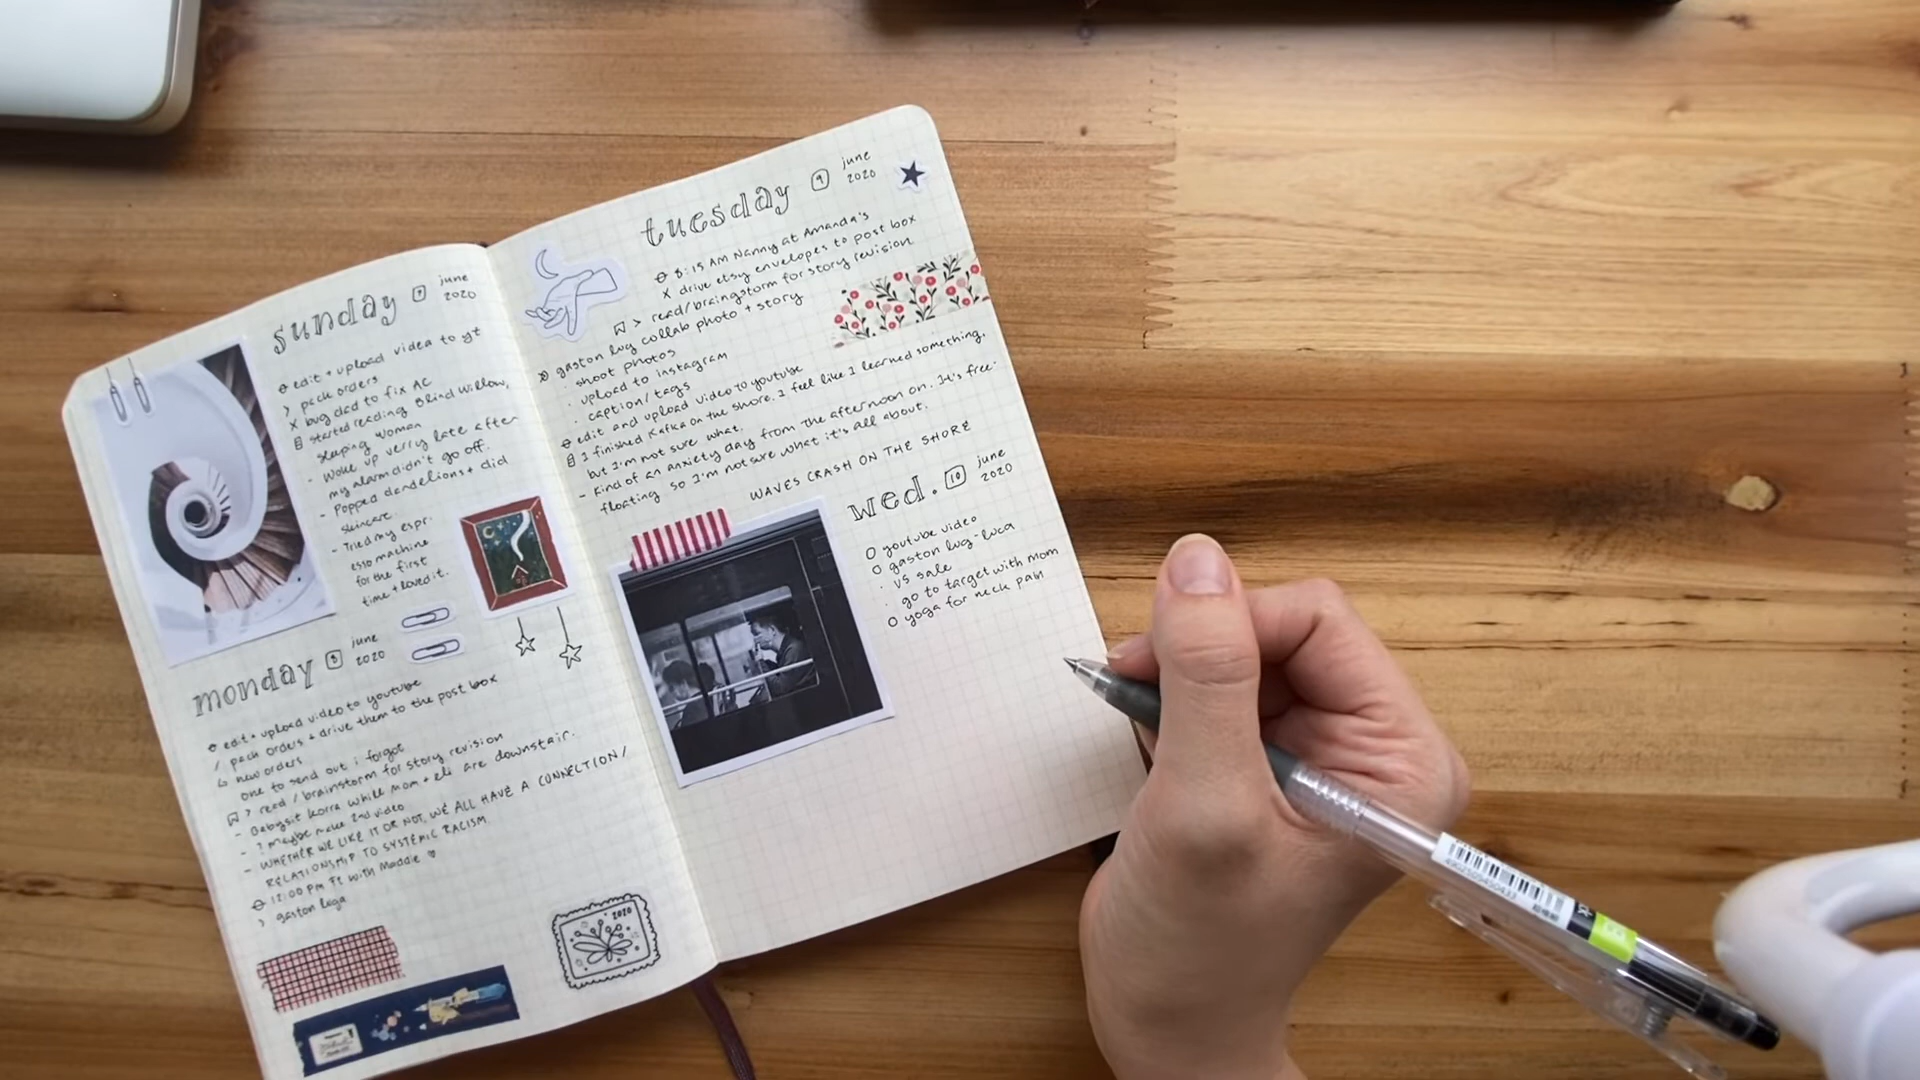 sunday 7 june
2020
edit + upload video to yt
> pack orders
x bug dad to fix AC
started reading Blind Willow,
sleeping woman
- Woke up verry late after
my alarm didn't go off.
- Popped dandelions + did
skincare.
- Tried my espr-
esso machine
for the first
time + loved it.
monday 8 june
2020
edit + upload video to youtube
/ pack orders + drive them to the post box
↳ new orders
one to send out i forgot
> read / brainstorm for story revision
- Babysit korra while mom + eli are downstair.
- ? maybe make 2nd video
- WHETHER WE LIKE IT OR NOT, WE ALL HAVE A CONNECTION /
RELATIONSHIP TO SYSTEMIC RACISM.
12:00 PM FT with Maddie ♡
> gaston luga
2020
tuesday 9 june
2020
8:15 AM Nanny at Amanda's
x drive etsy envelopes to post box
> read/braingstorm for story revision
gaston lug collab photo + story
· shoot photos
· upload to instagram
· caption/tags
edit and upload video to youtube
I finished Kafka on the shore. I feel like I learned something,
but I'm not sure what.
- Kind of an anxiety day from the afternoon on. It's free-
floating so I'm not sure what it's all about.
WAVES CRASH ON THE SHORE
wed. 10 june
2020
O youtube video
O gaston lug-luca
· vs sale
· go to target with mom
O yoga for neck pain